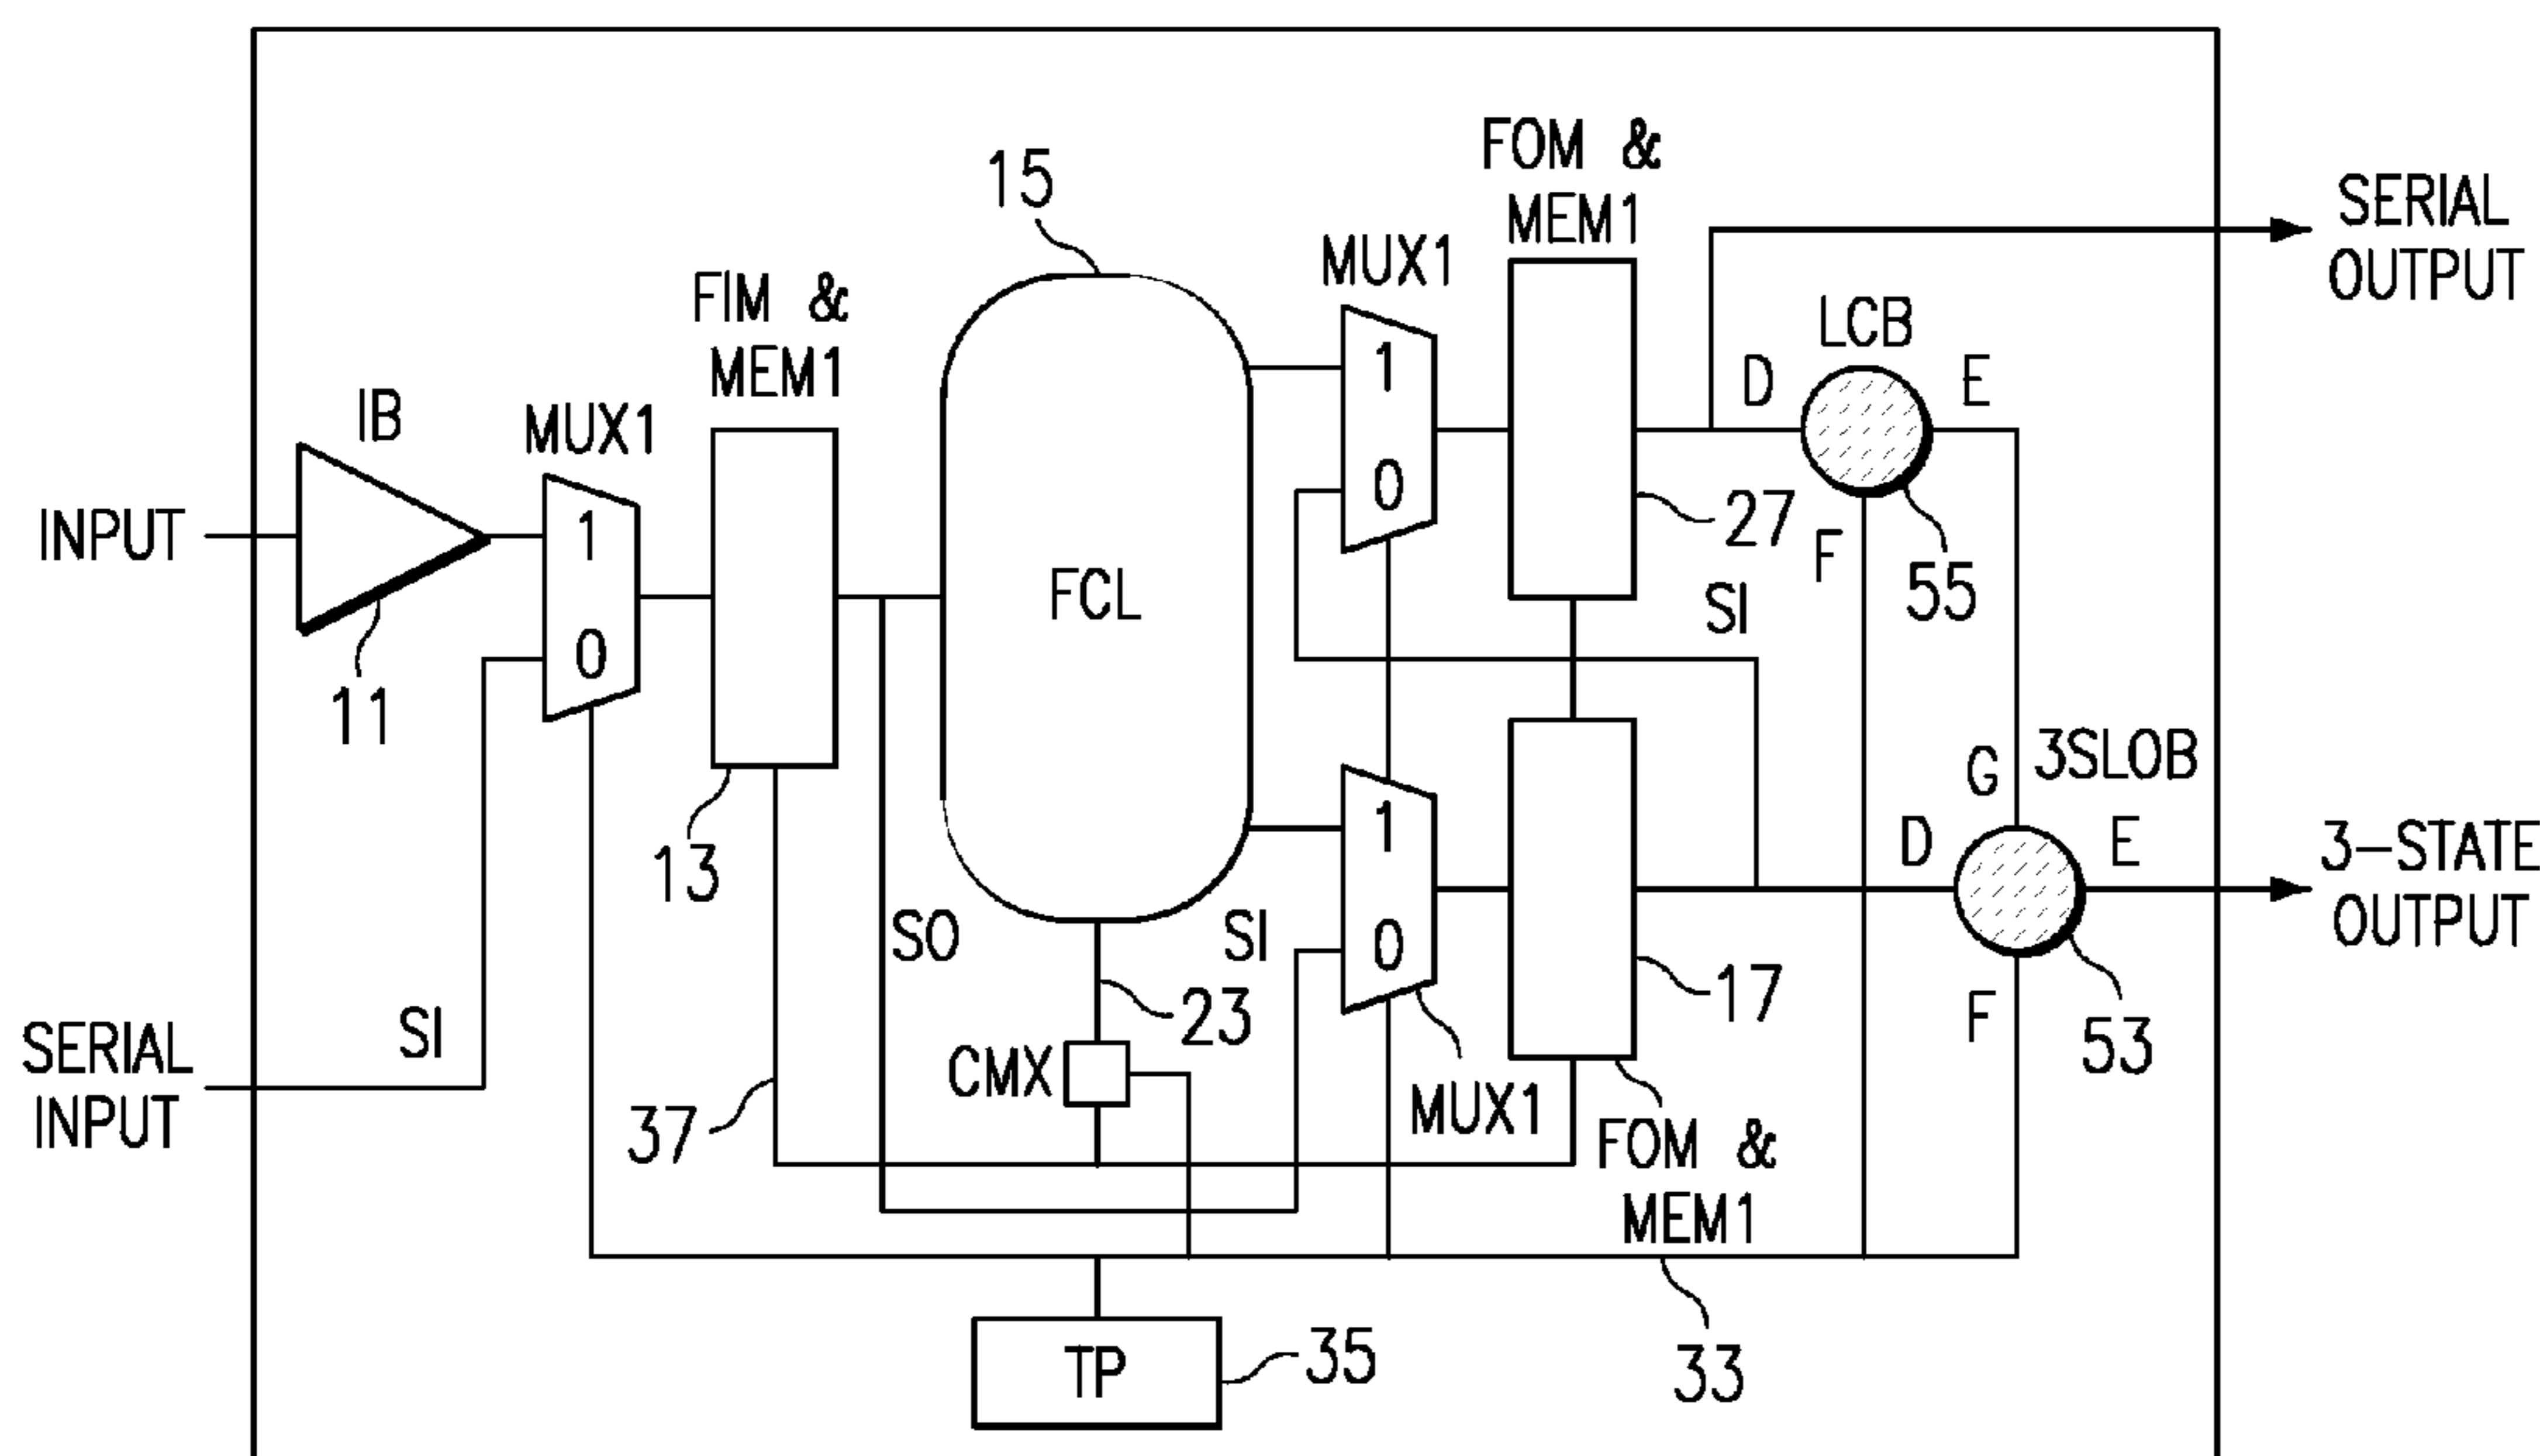 15
FOM &
MEM1
SERIAL
OUTPUT
MUX1
FIM &
MEM1
LCB
D
E
IB
MUX1
1
0
27
F
55
INPUT
1
0
FCL
SI
11
13
G
3SLOB
D
E
3-STATE
OUTPUT
SO
SI
1
0
17
F
53
SI
SERIAL
INPUT
23
CMX
37
MUX1
FOM &
MEM1
TP
35
33